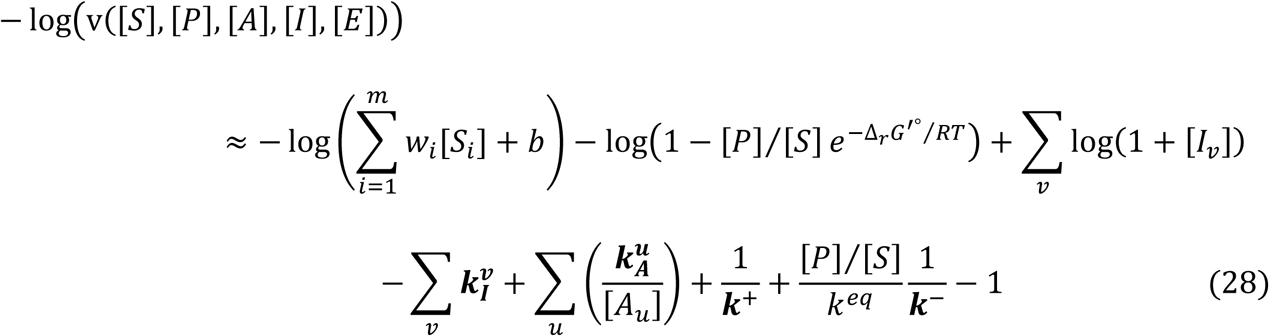 − log(v([S], [P], [A], [I], [E]))
≈ − log(∑_{i=1}^{m} w_i[S_i] + b) − log(1 − [P]/[S] e^{−Δ_rG′°/RT}) + ∑_v log(1 + [I_v])
− ∑_v k_I^v + ∑_u (k_A^u / [A_u]) + 1/k^+ + ([P]/[S])/k^{eq} 1/k^− − 1 (28)